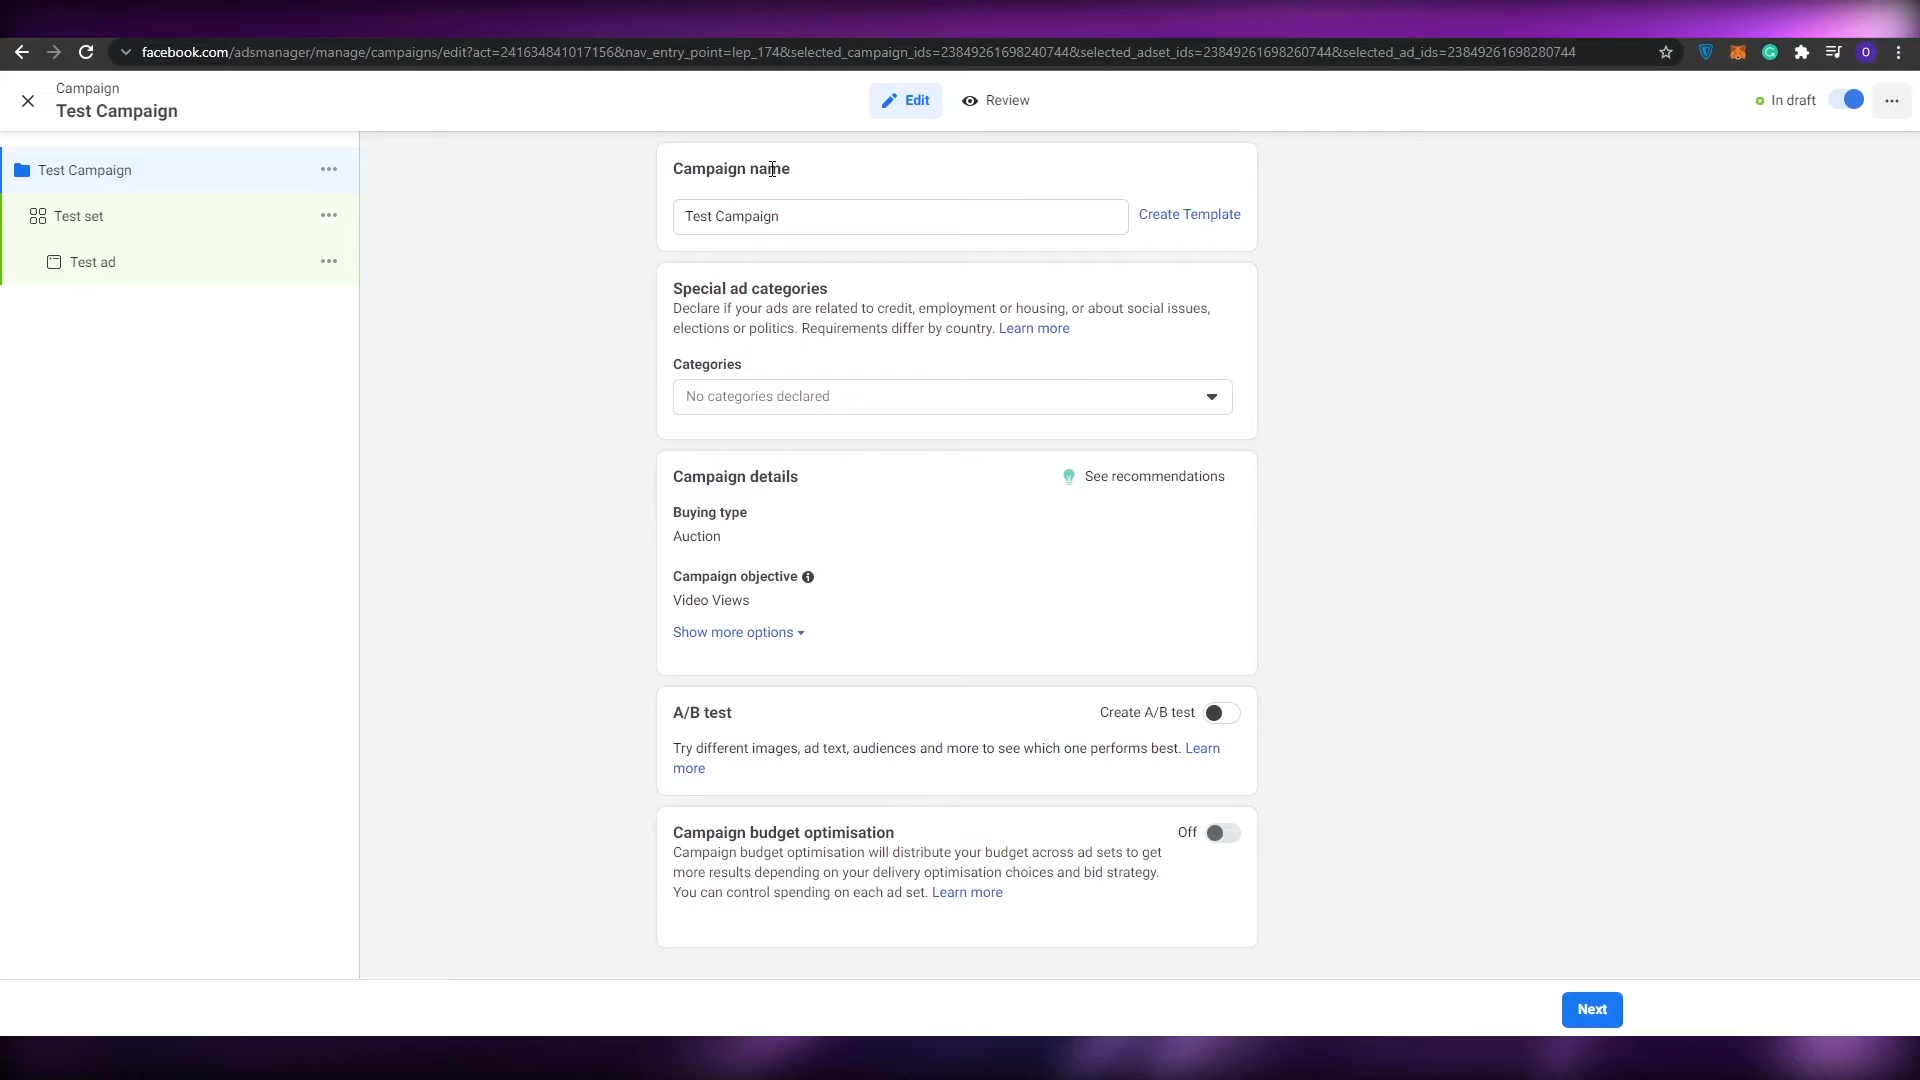 facebook.com/adsmanager/manage/campaigns/edit?act=241634841017156&nav_entry_point=lep_174&selected_campaign_ids=23849261698240744&selected_adset_ids=23849261698260744&selected_ad_ids=23849261698280744
O
Campaign
Test Campaign
Edit
Review
In draft
Test Campaign
Test set
Test ad
Campaign name
Test Campaign
Create Template
Special ad categories
Declare if your ads are related to credit, employment or housing, or about social issues,
elections or politics. Requirements differ by country. Learn more
Categories
No categories declared
Campaign details
See recommendations
Buying type
Auction
Campaign objective
Video Views
Show more options
A/B test
Create A/B test
Try different images, ad text, audiences and more to see which one performs best. Learn
more
Campaign budget optimisation
Off
Campaign budget optimisation will distribute your budget across ad sets to get
more results depending on your delivery optimisation choices and bid strategy.
You can control spending on each ad set. Learn more
Next